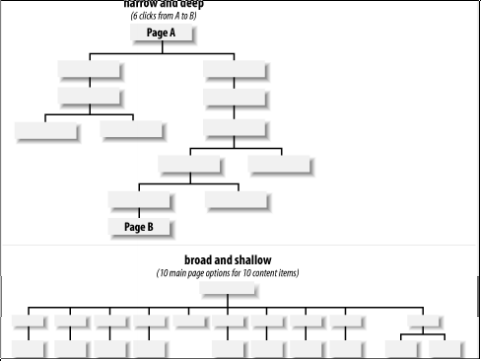 narrow and deep
(6 clicks from A to B)
Page A
Page B
broad and shallow
(10 main page options for 10 content items)